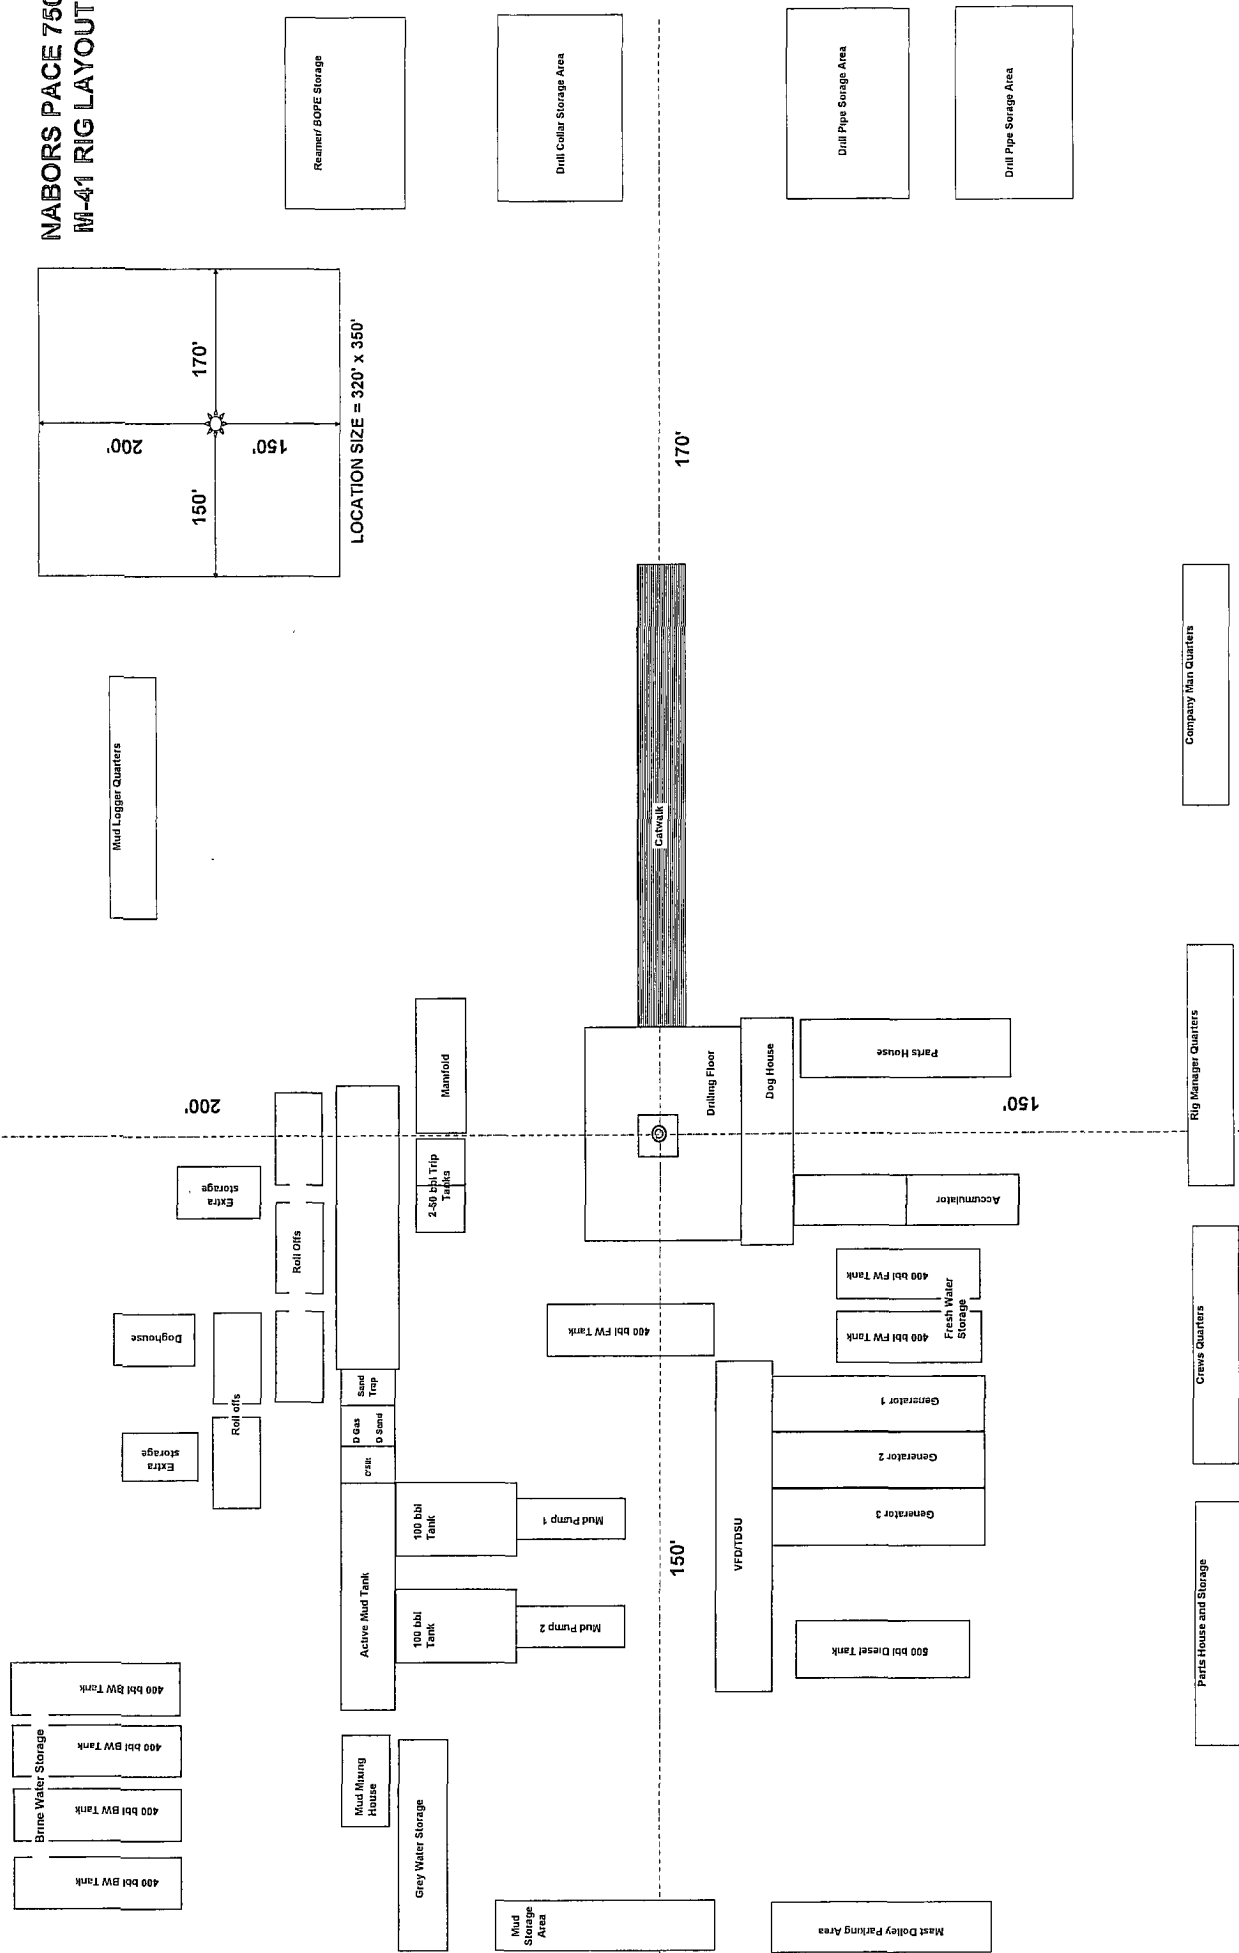 NABORS PACE 750
M-41 RIG LAYOUT
200'
150'
150'
170'
LOCATION SIZE = 320' x 350'
Reamer/ BOPE Storage
Drill Collar Storage Area
Drill Pipe Sorage Area
Drill Pipe Sorage Area
Mud Logger Quarters
Catwalk
170'
Company Man Quarters
200'
Manifold
2-50 bbl Trip
Tanks
Drilling Floor
Dog House
Parts House
150'
Accumulator
Rig Manager Quarters
Extra
storage
Roll Offs
Doghouse
Roll offs
Extra
storage
Sand
Trap
D Gas
D Sand
400 bbl FW Tank
400 bbl FW Tank
400 bbl FW Tank
Fresh Water
Storage
Crews Quarters
Active Mud Tank
100 bbl
Tank
Mud Pump 1
100 bbl
Tank
Mud Pump 2
150'
VFD/TDSU
Generator 1
Generator 2
Generator 3
500 bbl Diesel Tank
Parts House and Storage
Brine Water Storage
400 bbl BW Tank
400 bbl BW Tank
400 bbl BW Tank
400 bbl BW Tank
Mud Mixing
House
Grey Water Storage
Mud
Storage
Area
Mast Dolley Parking Area